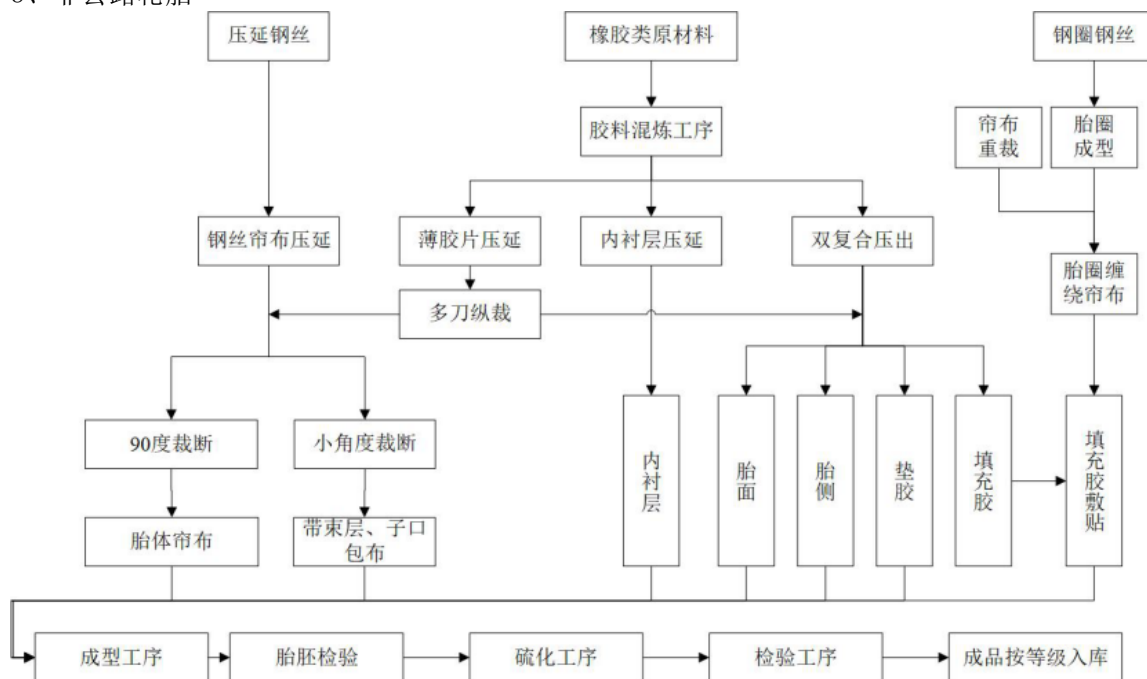 3、非公路轮胎
压延钢丝
橡胶类原材料
钢圈钢丝
胶料混炼工序
帘布
重裁
胎圈
成型
钢丝帘布压延
薄胶片压延
内衬层压延
双复合压出
胎圈缠
绕帘布
多刀纵裁
90度裁断
小角度裁断
内衬层
胎面
胎侧
垫胶
填充胶
填充胶敷贴
胎体帘布
带束层、子口
包布
成型工序
胎胚检验
硫化工序
检验工序
成品按等级入库